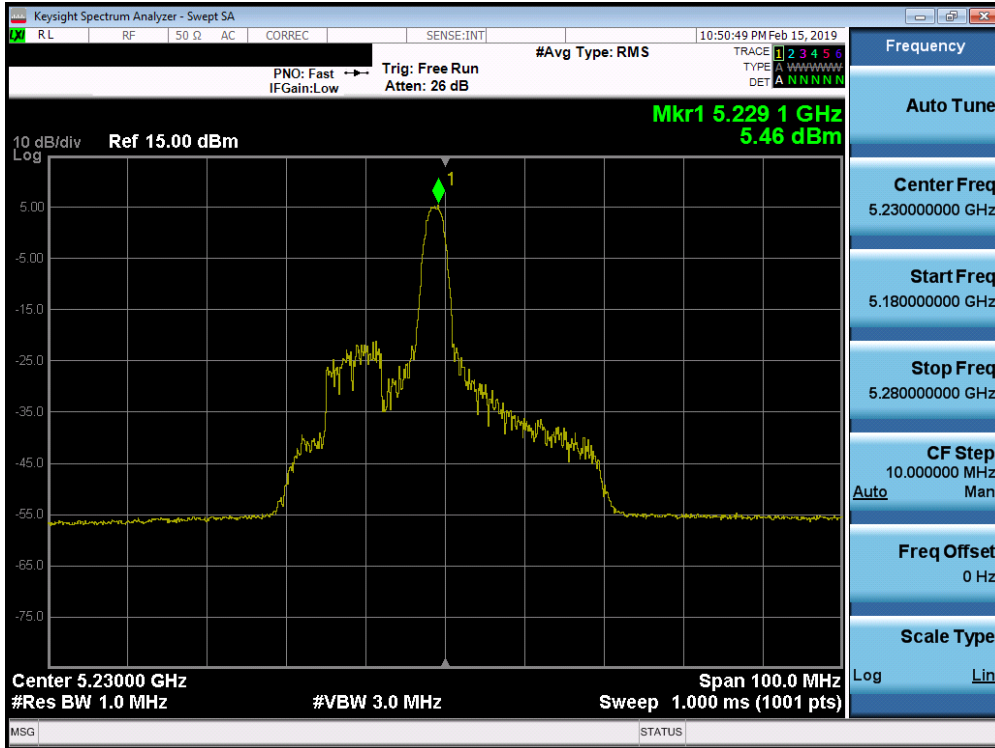 Keysight Spectrum Analyzer - Swept SA
LXI RL RF 50 Ω AC CORREC SENSE:INT 10:50:49 PM Feb 15, 2019
#Avg Type: RMS
TRACE 1 2 3 4 5 6
PNO: Fast Trig: Free Run TYPE A WWWWW
IFGain:Low Atten: 26 dB DET A N N N N N
Mkr1 5.229 1 GHz
5.46 dBm
10 dB/div Ref 15.00 dBm
Log
1
5.00
-5.00
-15.0
-25.0
-35.0
-45.0
-55.0
-65.0
-75.0
Center 5.23000 GHz Span 100.0 MHz
#Res BW 1.0 MHz #VBW 3.0 MHz Sweep 1.000 ms (1001 pts)
MSG STATUS
Frequency
Auto Tune
Center Freq
5.230000000 GHz
Start Freq
5.180000000 GHz
Stop Freq
5.280000000 GHz
CF Step
10.000000 MHz
Auto Man
Freq Offset
0 Hz
Scale Type
Log Lin